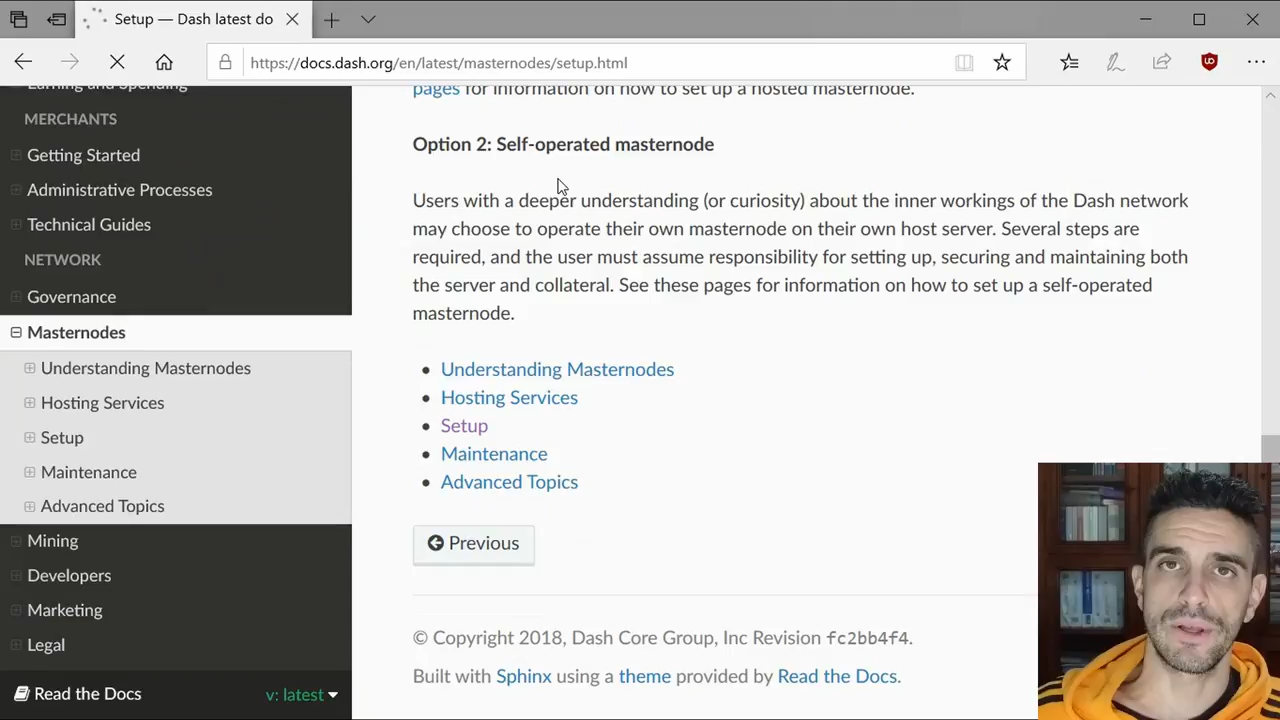 Setup — Dash latest do
https://docs.dash.org/en/latest/masternodes/setup.html
Earning and Spending
MERCHANTS
Getting Started
Administrative Processes
Technical Guides
NETWORK
Governance
Masternodes
Understanding Masternodes
Hosting Services
Setup
Maintenance
Advanced Topics
Mining
Developers
Marketing
Legal
Read the Docs
v: latest
pages for information on how to set up a hosted masternode.
Option 2: Self-operated masternode
Users with a deeper understanding (or curiosity) about the inner workings of the Dash network
may choose to operate their own masternode on their own host server. Several steps are
required, and the user must assume responsibility for setting up, securing and maintaining both
the server and collateral. See these pages for information on how to set up a self-operated
masternode.
Understanding Masternodes
Hosting Services
Setup
Maintenance
Advanced Topics
Previous
© Copyright 2018, Dash Core Group, Inc Revision fc2bb4f4.
Built with Sphinx using a theme provided by Read the Docs.